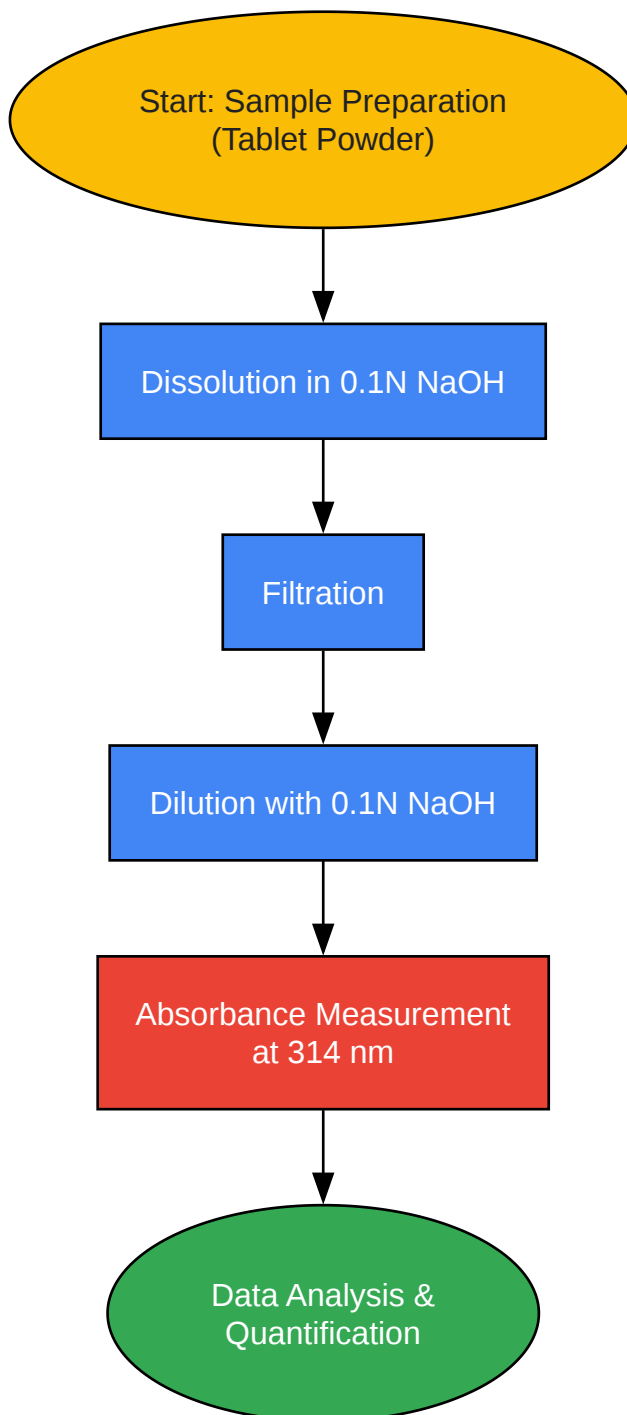 Start: Sample Preparation
(Tablet Powder)
Dissolution in 0.1N NaOH
Filtration
Dilution with 0.1N NaOH
Absorbance Measurement
at 314 nm
Data Analysis &
Quantification